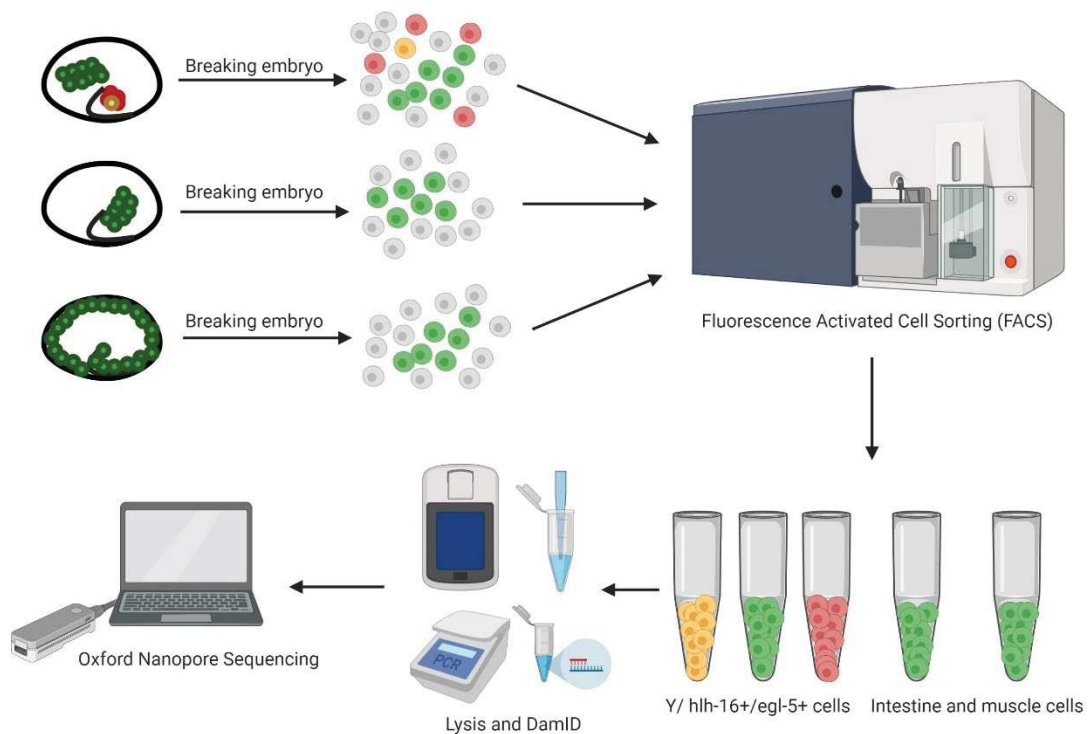 Breaking embryo
Breaking embryo
Breaking embryo
Fluorescence Activated Cell Sorting (FACS)
Oxford Nanopore Sequencing
PCR
Lysis and DamID
Y/ hlh-16+/egl-5+ cells
Intestine and muscle cells